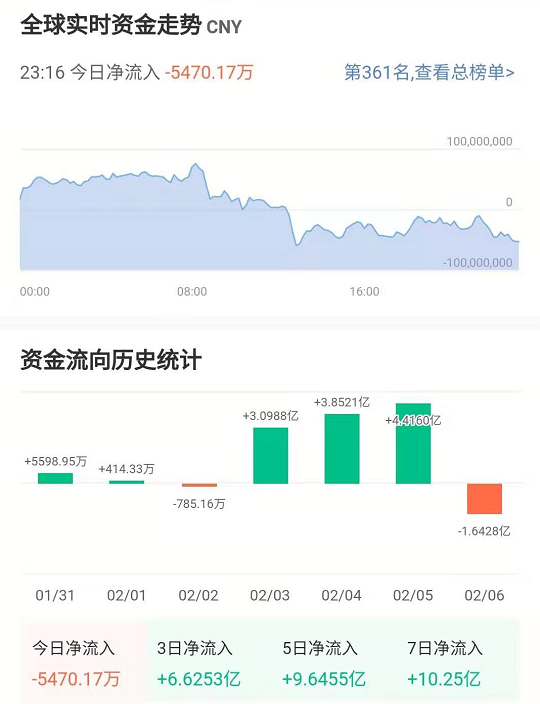 全球实时资金走势 CNY
23:16 今日净流入 -5470.17万 第361名,查看总榜单>
100,000,000
0
-100,000,000
00:00 08:00 16:00
资金流向历史统计
+5598.95万 +414.33万 -785.16万 +3.0988亿 +3.8521亿 +4.4160亿 -1.6428亿
01/31 02/01 02/02 02/03 02/04 02/05 02/06
今日净流入 3日净流入 5日净流入 7日净流入
-5470.17万 +6.6253亿 +9.6455亿 +10.25亿